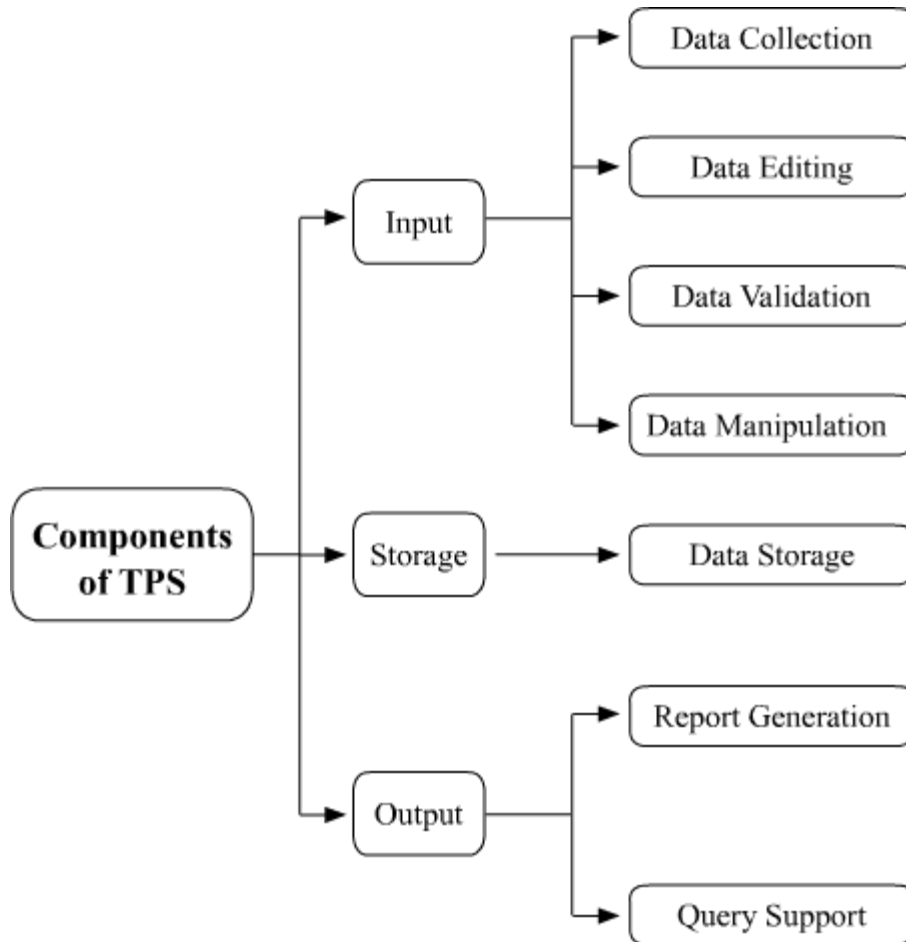 Data Collection
Data Editing
Input
Data Validation
Data Manipulation
Components
of TPS
Storage
Data Storage
Report Generation
Output
Query Support